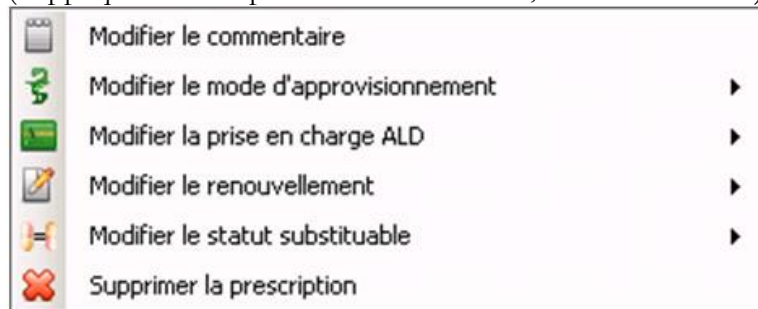 Modifier le commentaire
Modifier le mode d'approvisionnement
Modifier la prise en charge ALD
Modifier le renouvellement
Modifier le statut substituable
Supprimer la prescription